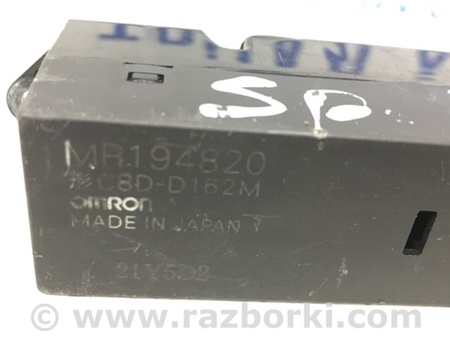 Sp.
MR194820
形C8D-D162M
OMRON
MADE IN JAPAN
21Y5D2
© www.razborki.com